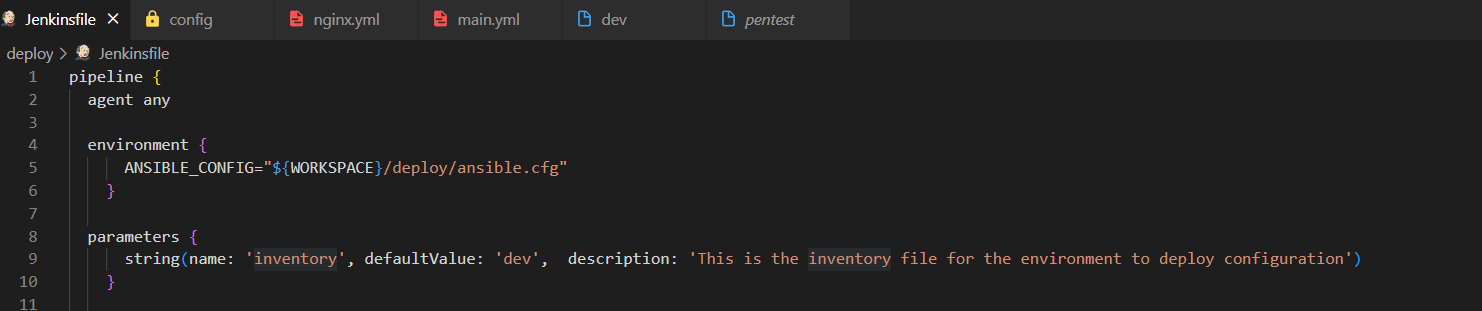 Jenkinsfile × config nginx.yml main.yml dev pentest
deploy > Jenkinsfile
1 pipeline {
2 agent any
3
4 environment {
5 ANSIBLE_CONFIG="${WORKSPACE}/deploy/ansible.cfg"
6 }
7
8 parameters {
9 string(name: 'inventory', defaultValue: 'dev',  description: 'This is the inventory file for the environment to deploy configuration')
10 }
11